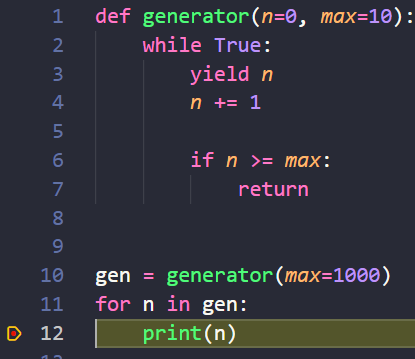 1 def generator(n=0, max=10):
2 while True:
3 yield n
4 n += 1
5
6 if n >= max:
7 return
8
9
10 gen = generator(max=1000)
11 for n in gen:
12 print(n)